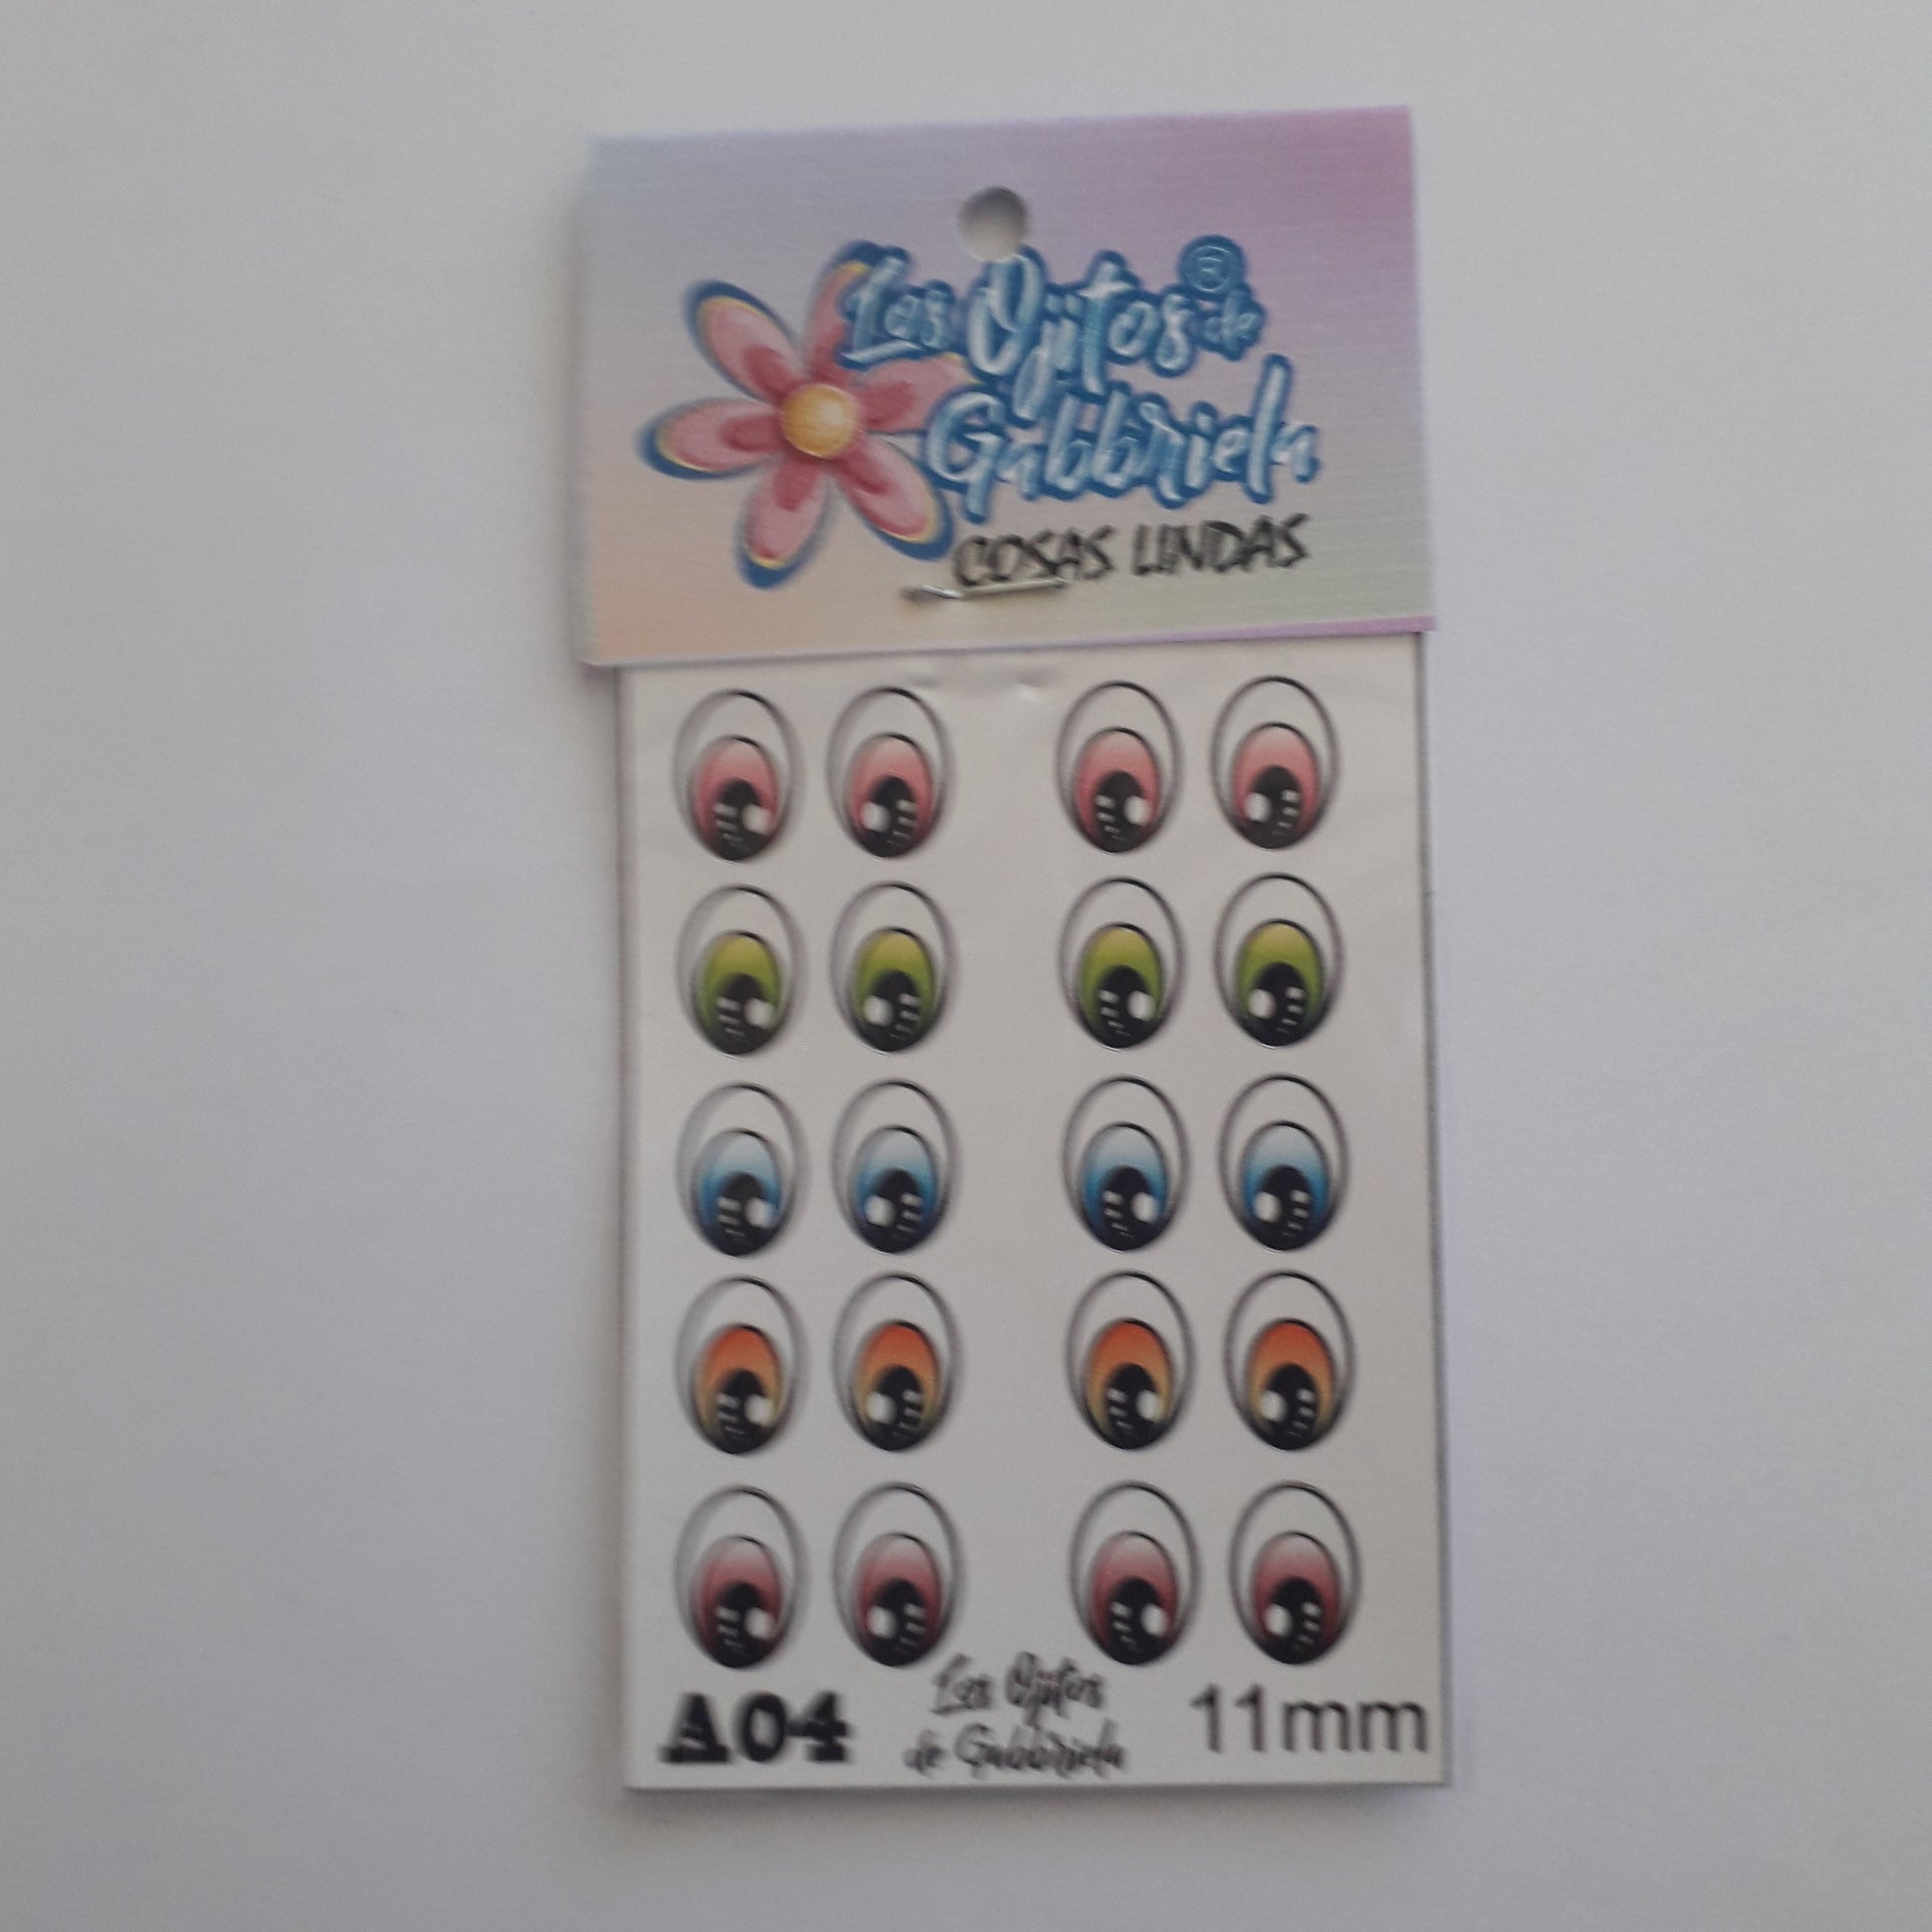 Los Ojitos® de
Gabbriela
COSAS LINDAS
A04
Los Ojitos
de Gabbriela
11mm